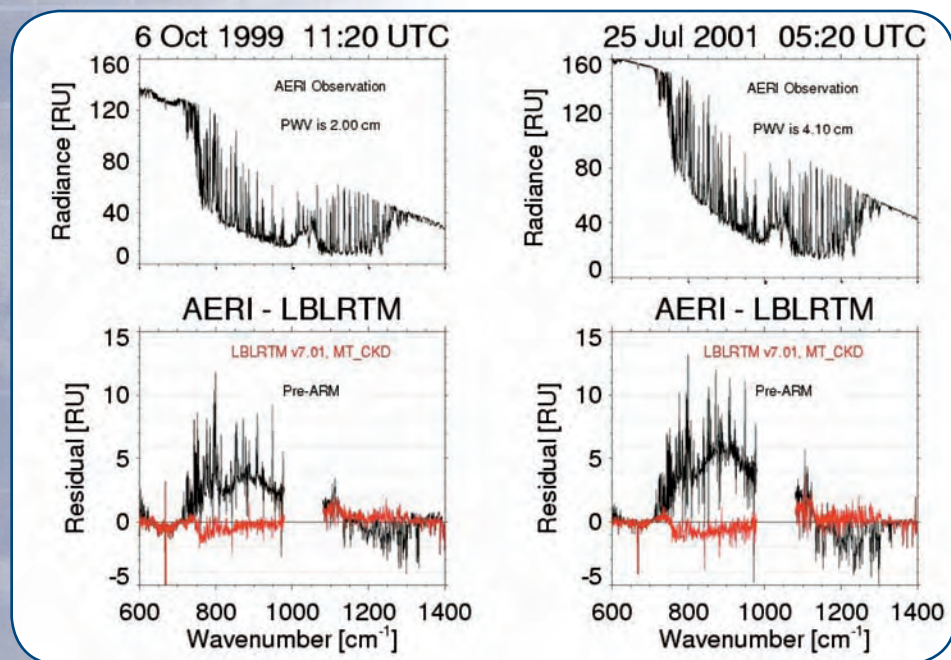 6 Oct 1999 11:20 UTC
160
120
80
40
0
Radiance [RU]
AERI Observation
PWV is 2.00 cm
AERI - LBLRTM
15
10
5
0
-5
Residual [RU]
LBLRTM v7.01, MT_CKD
Pre-ARM
600 800 1000 1200 1400
Wavenumber [cm⁻¹]
25 Jul 2001 05:20 UTC
160
120
80
40
0
Radiance [RU]
AERI Observation
PWV is 4.10 cm
AERI - LBLRTM
15
10
5
0
-5
Residual [RU]
LBLRTM v7.01, MT_CKD
Pre-ARM
600 800 1000 1200 1400
Wavenumber [cm⁻¹]